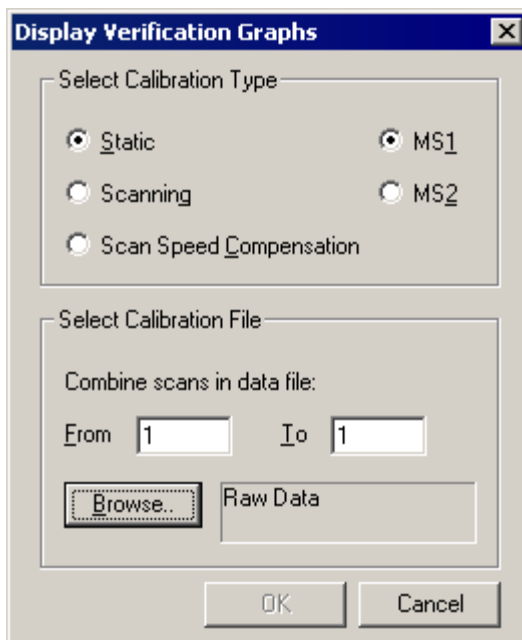 Display Verification Graphs
Select Calibration Type
Static MS1
Scanning MS2
Scan Speed Compensation
Select Calibration File
Combine scans in data file:
From 1 To 1
Browse.. Raw Data
OK Cancel